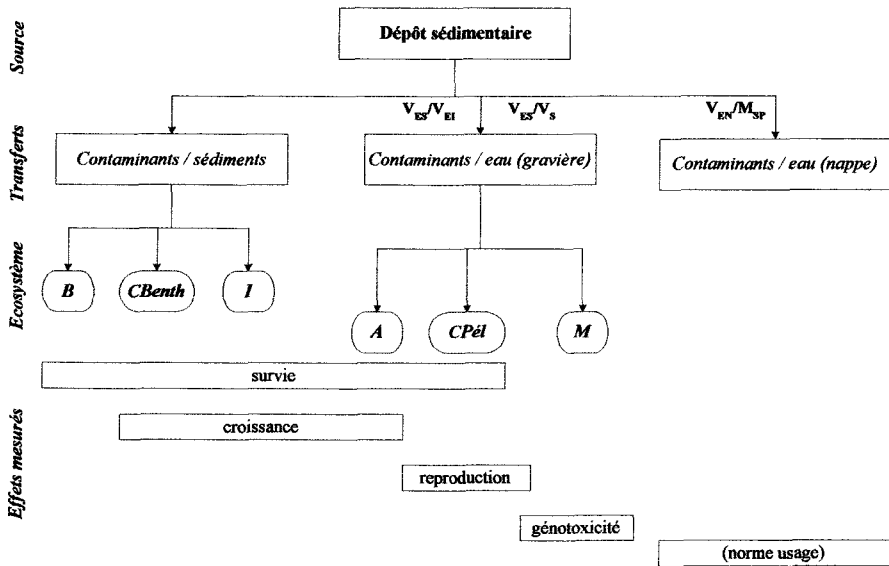 Source
Dépôt sédimentaire
V_ES/V_EI V_ES/V_S V_EN/M_SP
Transferts
Contaminants / sédiments Contaminants / eau (gravière) Contaminants / eau (nappe)
Ecosystème
B CBenth I
A CPél M
Effets mesurés
survie
croissance
reproduction
génotoxicité
(norme usage)